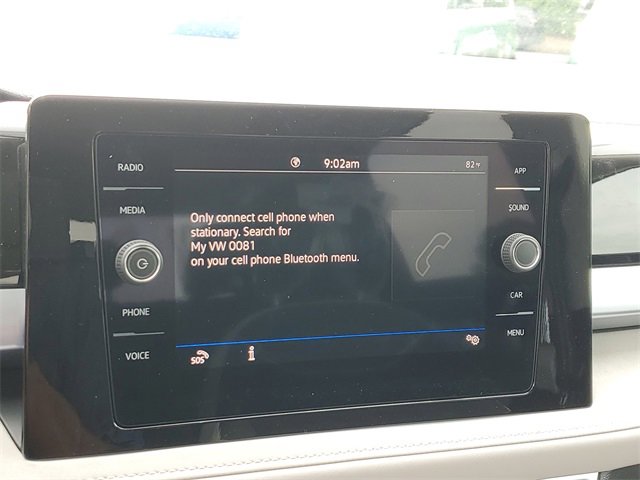 RADIO
MEDIA
PHONE
VOICE
9:02am
82°F
Only connect cell phone when
stationary. Search for
My VW 0081
on your cell phone Bluetooth menu.
SOS
i
APP
SOUND
CAR
MENU